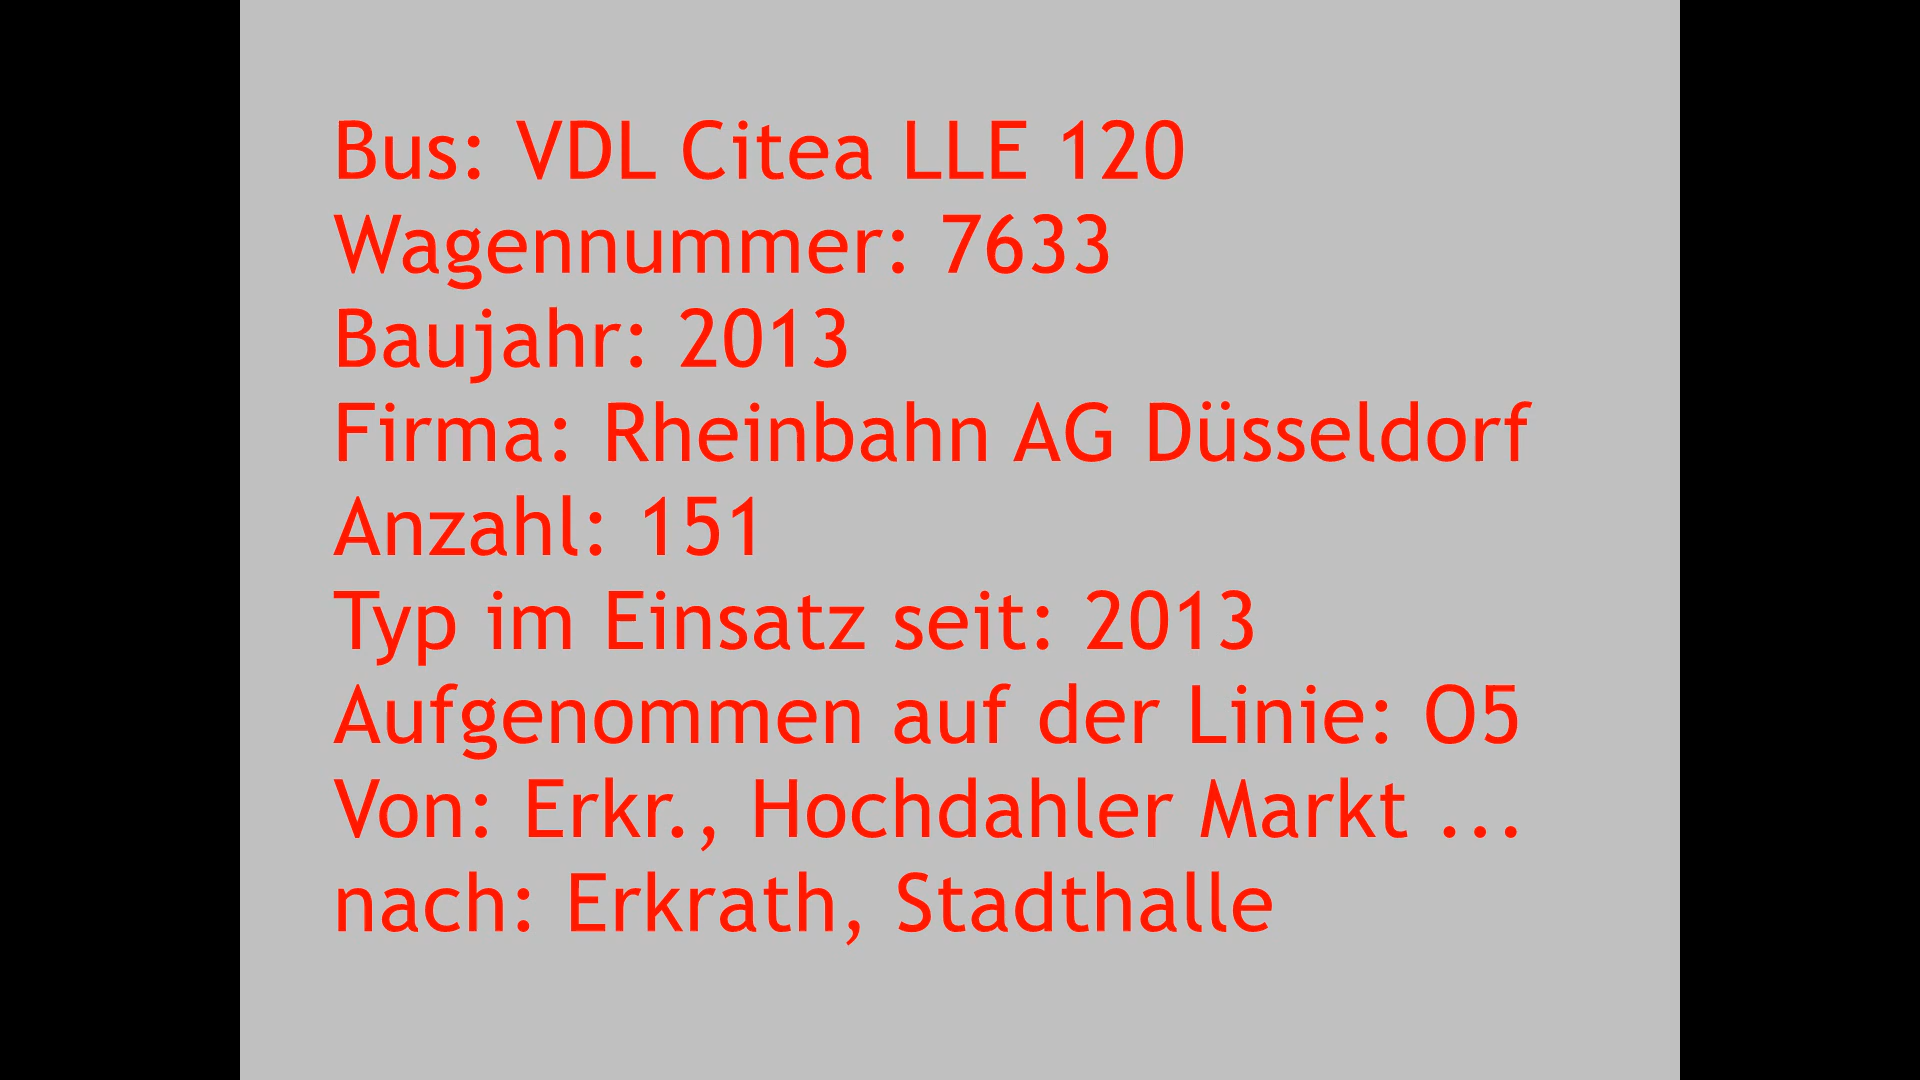 Bus: VDL Citea LLE 120
Wagennummer: 7633
Baujahr: 2013
Firma: Rheinbahn AG Düsseldorf
Anzahl: 151
Typ im Einsatz seit: 2013
Aufgenommen auf der Linie: O5
Von: Erkr., Hochdahler Markt ...
nach: Erkrath, Stadthalle